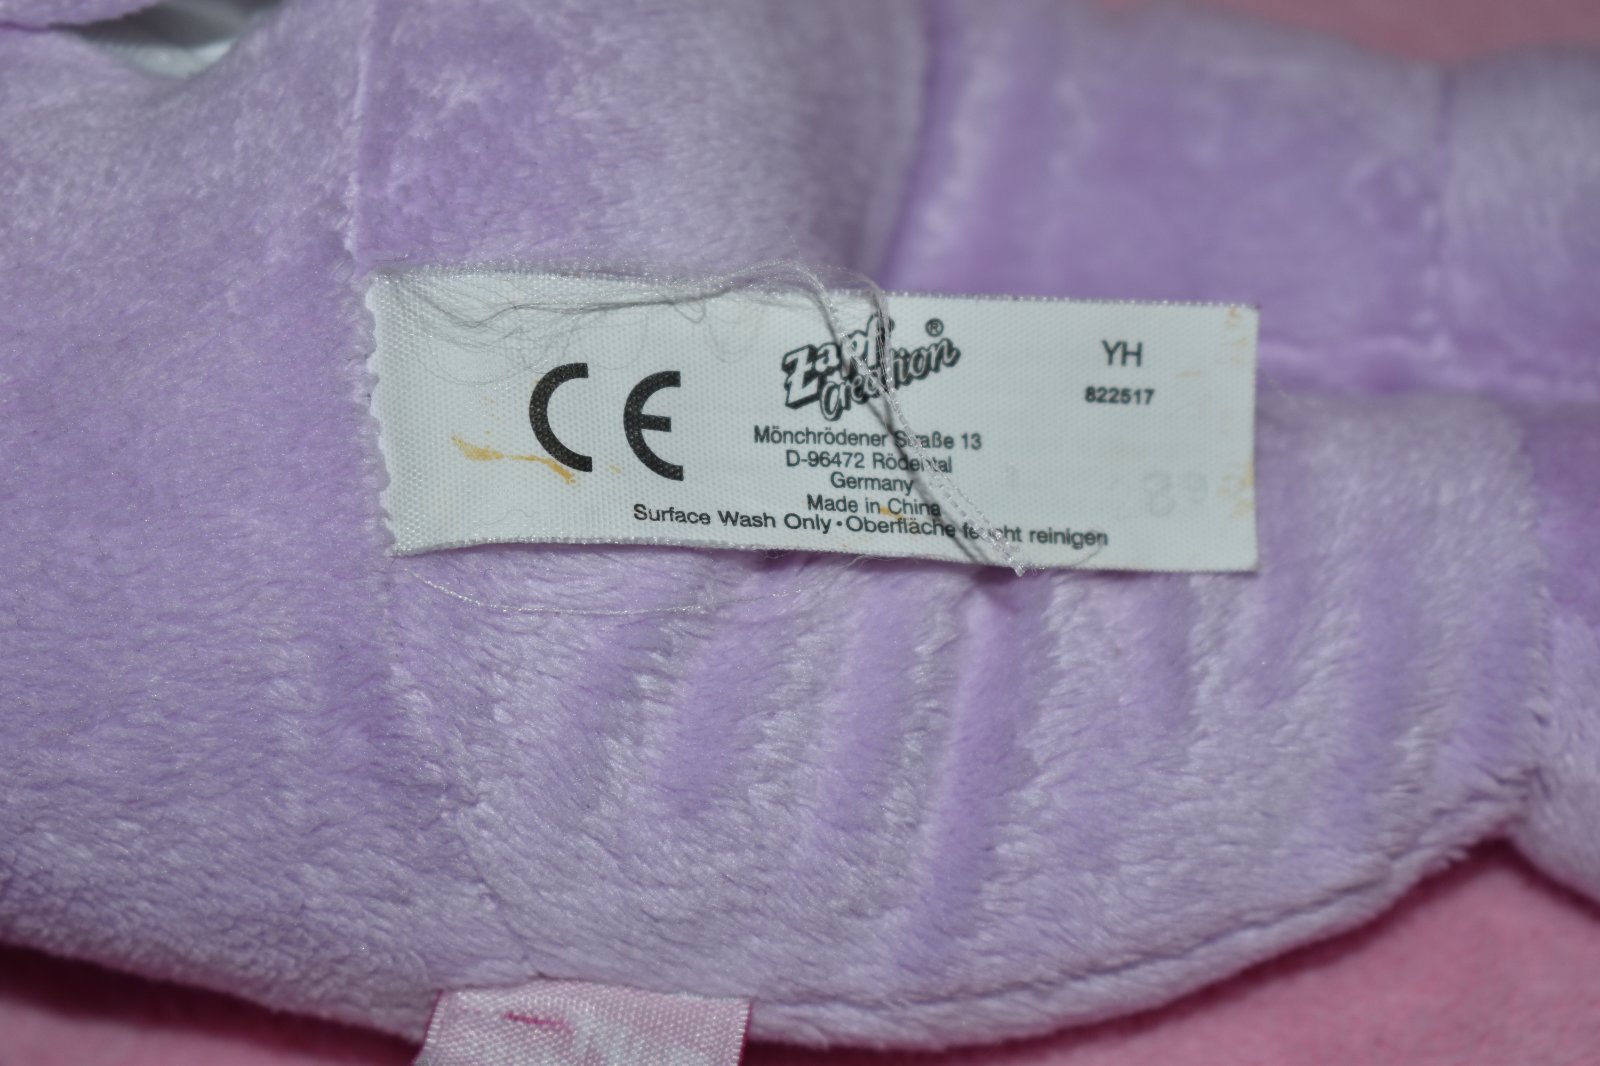 CE
Zapf
Creation ®
YH
822517
Mönchrödener Straße 13
D-96472 Rödental
Germany
Made in China
Surface Wash Only • Oberfläche feucht reinigen